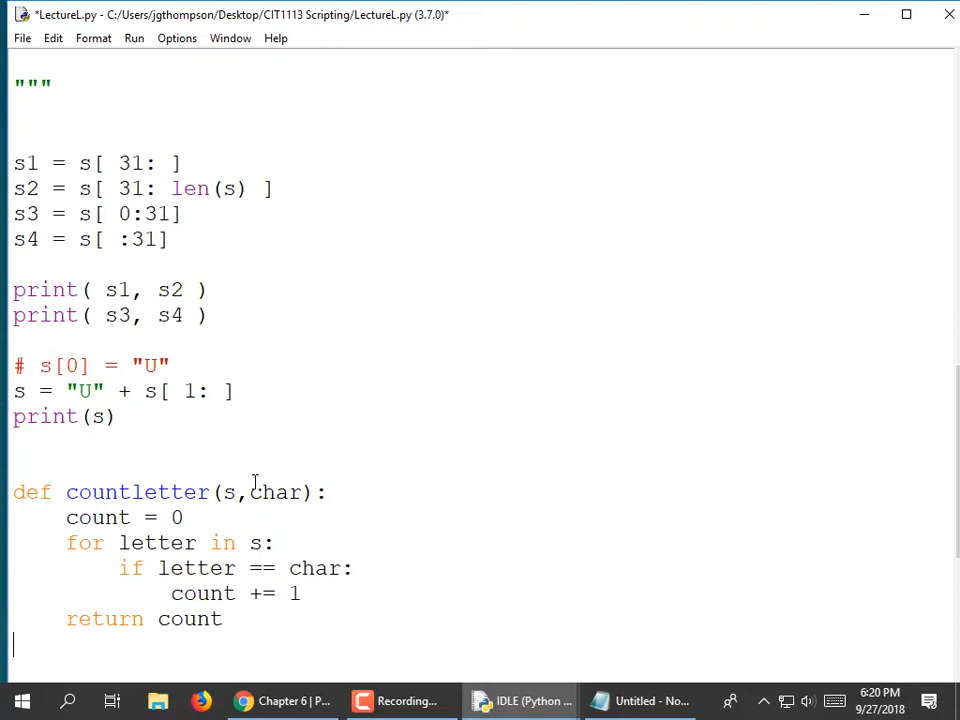 *LectureL.py - C:/Users/jgthompson/Desktop/CIT1113 Scripting/LectureL.py (3.7.0)*
File Edit Format Run Options Window Help
"""
s1 = s[ 31: ]
s2 = s[ 31: len(s) ]
s3 = s[ 0:31]
s4 = s[ :31]
print( s1, s2 )
print( s3, s4 )
# s[0] = "U"
s = "U" + s[ 1: ]
print(s)
def countletter(s,char):
    count = 0
    for letter in s:
        if letter == char:
            count += 1
    return count
Chapter 6 | P... Recording... IDLE (Python ... Untitled - No... 6:20 PM
9/27/2018